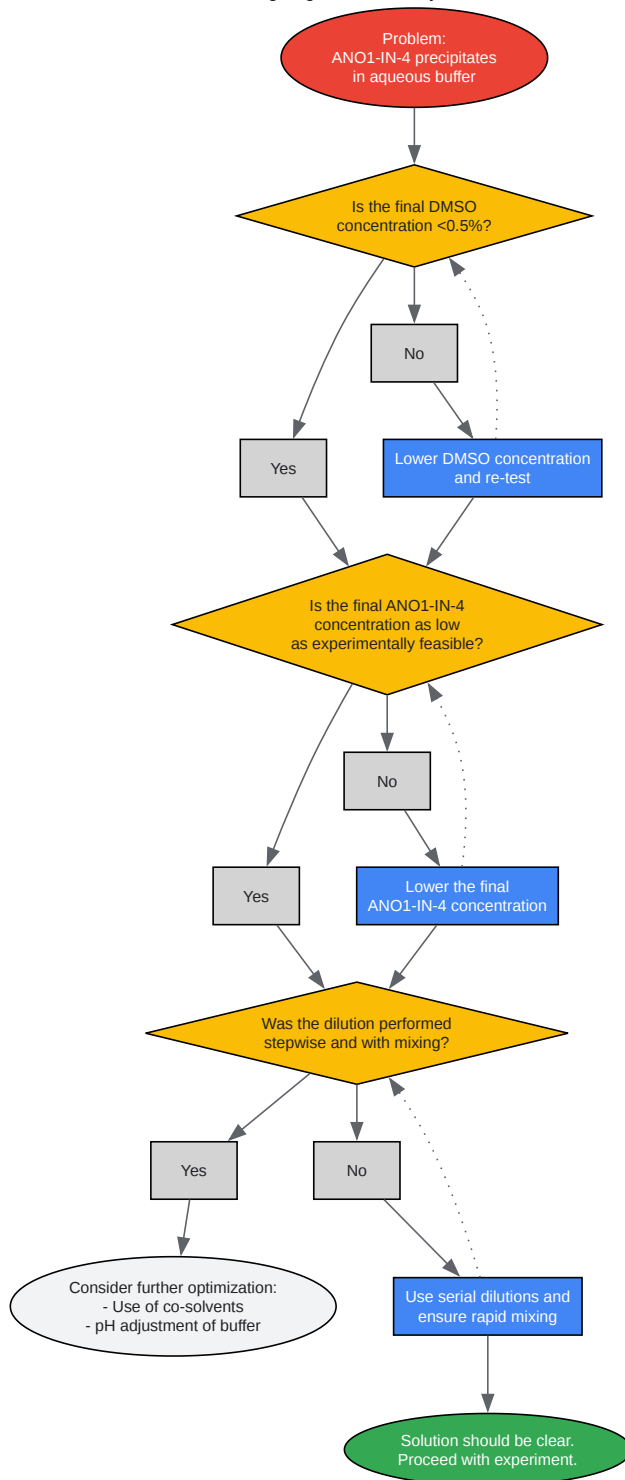 Problem:
ANO1-IN-4 precipitates
in aqueous buffer
Is the final DMSO
concentration <0.5%?
No
Yes
Lower DMSO concentration
and re-test
Is the final ANO1-IN-4
concentration as low
as experimentally feasible?
No
Yes
Lower the final
ANO1-IN-4 concentration
Was the dilution performed
stepwise and with mixing?
Yes
No
Consider further optimization:
- Use of co-solvents
- pH adjustment of buffer
Use serial dilutions and
ensure rapid mixing
Solution should be clear.
Proceed with experiment.